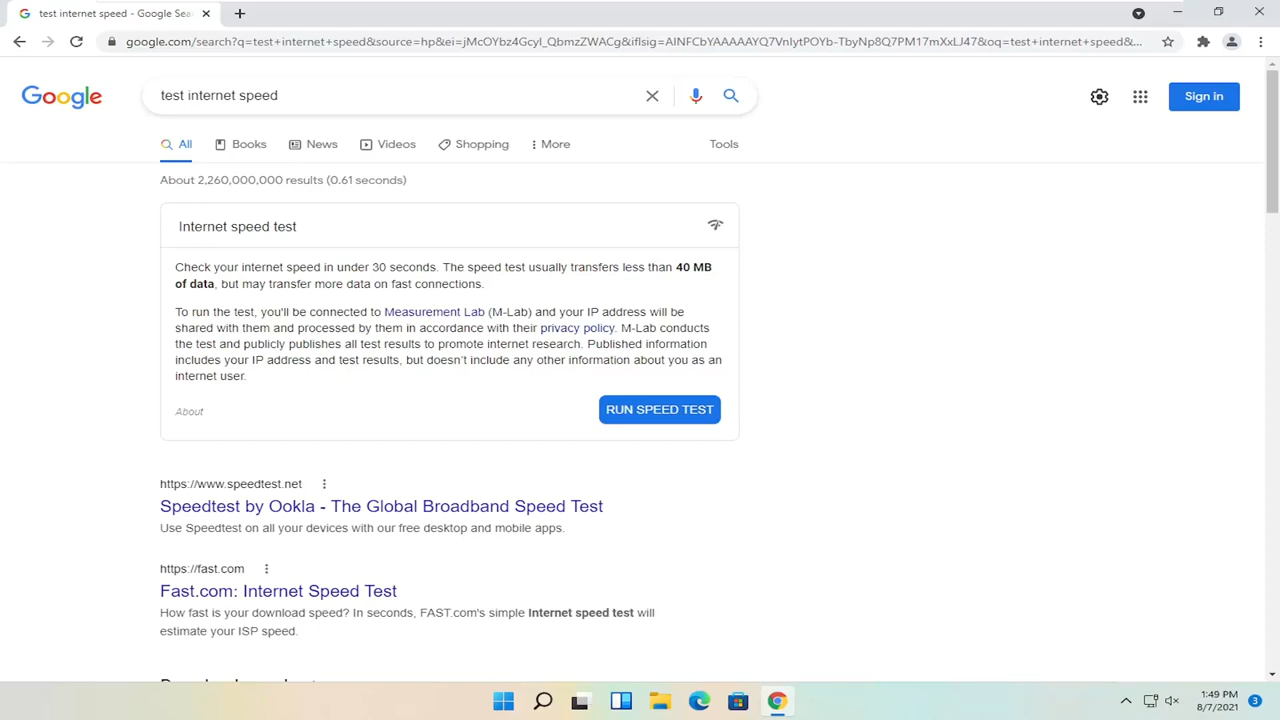 test internet speed - Google Sea
google.com/search?q=test+internet+speed&source=hp&ei=jMcOYbz4GcyI_QbmzZWACg&iflsig=AINFCbYAAAAAYQ7VnIytPOYb-TbyNp8Q7PM17mXxLJ47&oq=test+internet+speed&...
Google
test internet speed
Sign in
All
Books
News
Videos
Shopping
More
Tools
About 2,260,000,000 results (0.61 seconds)
Internet speed test
Check your internet speed in under 30 seconds. The speed test usually transfers less than 40 MB
of data, but may transfer more data on fast connections.
To run the test, you'll be connected to Measurement Lab (M-Lab) and your IP address will be
shared with them and processed by them in accordance with their privacy policy. M-Lab conducts
the test and publicly publishes all test results to promote internet research. Published information
includes your IP address and test results, but doesn't include any other information about you as an
internet user.
About
RUN SPEED TEST
https://www.speedtest.net
Speedtest by Ookla - The Global Broadband Speed Test
Use Speedtest on all your devices with our free desktop and mobile apps.
https://fast.com
Fast.com: Internet Speed Test
How fast is your download speed? In seconds, FAST.com's simple Internet speed test will
estimate your ISP speed.
1:49 PM
8/7/2021
3